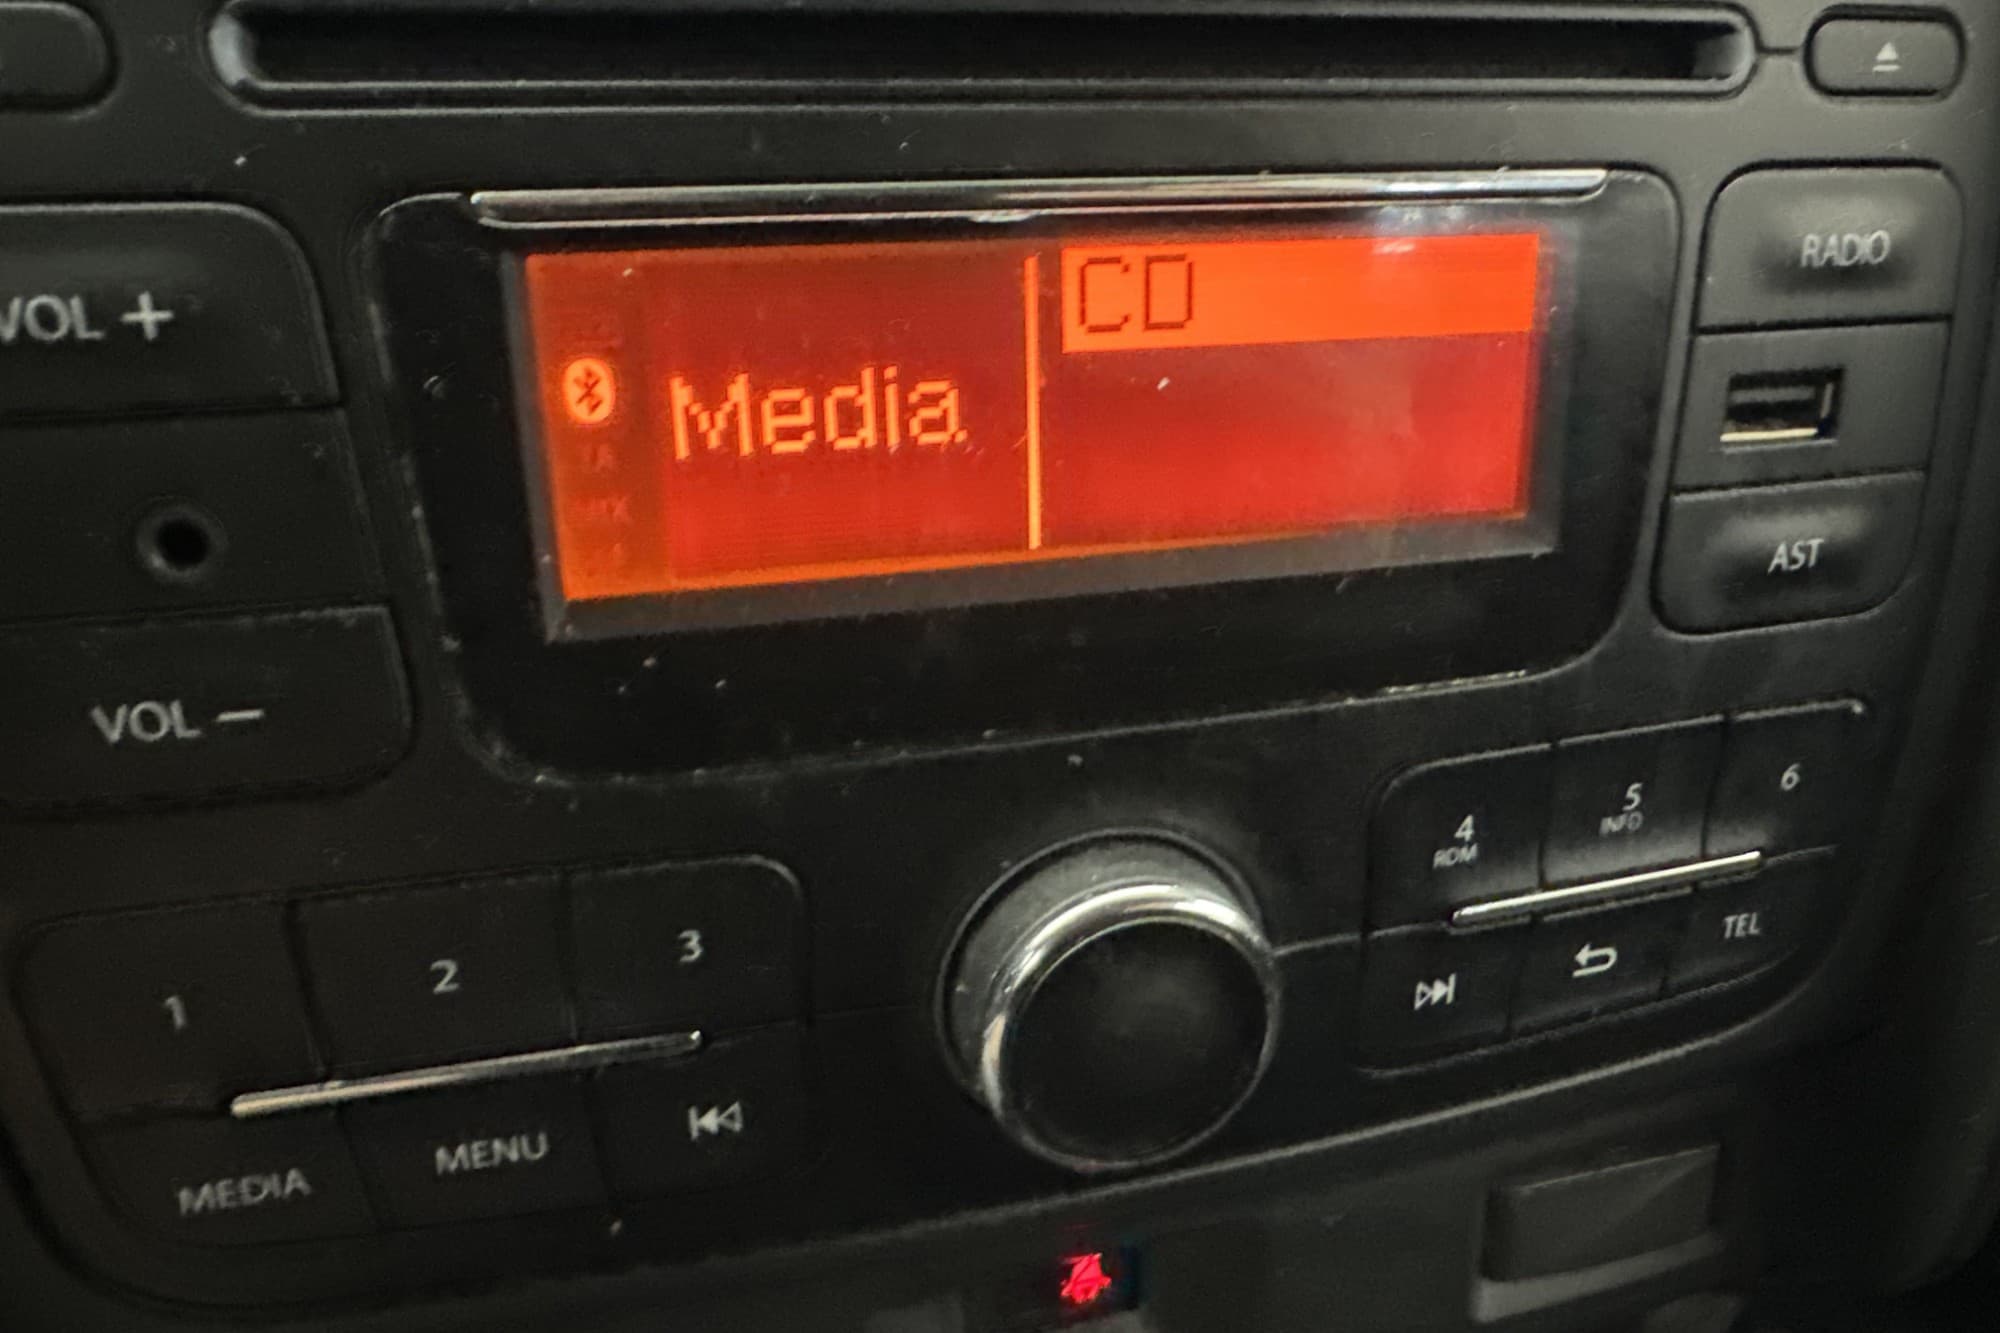 RADIO
VOL +
CD
Media
AST
VOL −
6
5
INFO
4
RDM
3
2
1
TEL
MENU
MEDIA